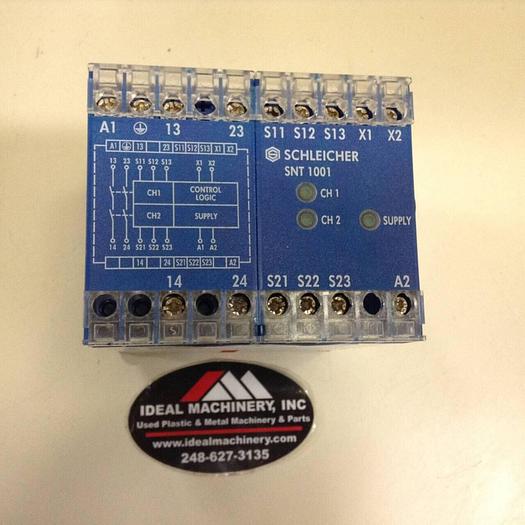 A1 ⏚ 13 23 S11 S12 S13 X1 X2
A1 ⏚ 13 23 S11 S12 S13 X1 X2
SCHLEICHER
SNT 1001
13 23 S11 S12 S13 X1 X2
CH1 CONTROL LOGIC
CH2 SUPPLY
CH 1
CH 2 SUPPLY
14 24 S21 S22 S23 A1 A2
14 24 S21 S22 S23 A2
14 24 S21 S22 S23 A2
IDEAL MACHINERY, INC
Used Plastic & Metal Machinery & Parts
www.idealmachinery.com
248-627-3135